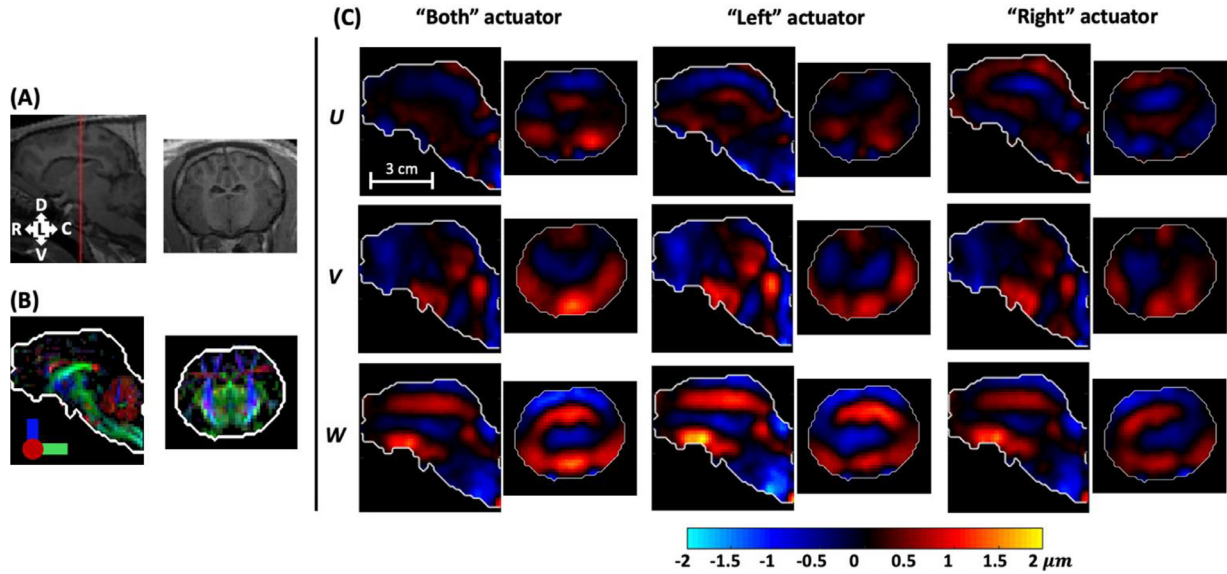 (C)
“Both” actuator
“Left” actuator
“Right” actuator
(A)
D
R L C
V
(B)
U
3 cm
V
W
-2 -1.5 -1 -0.5 0 0.5 1 1.5 2 μm